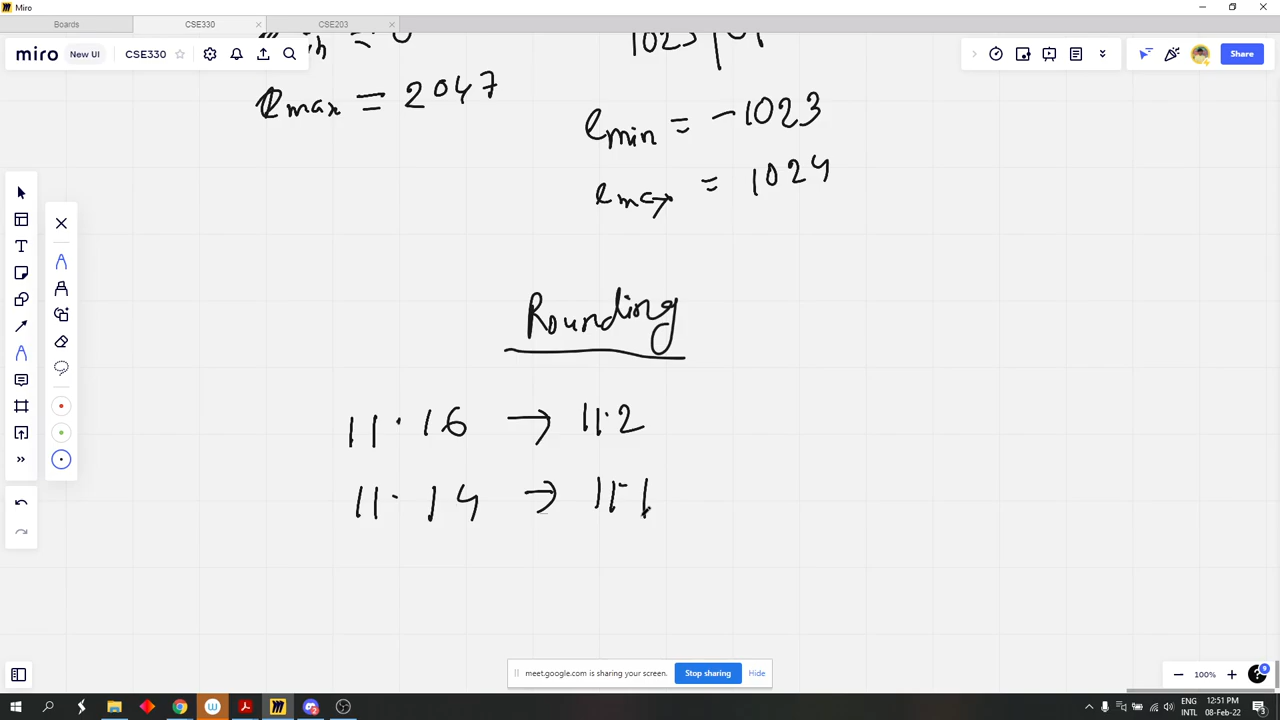 Miro
Boards
CSE330
CSE203
miro
New UI
CSE330
Share
emax = 2047
emin = -1023
emax = 1024
Rounding
11.16 → 11.2
11.14 → 11.1
meet.google.com is sharing your screen.
Stop sharing
Hide
100%
9
12:51 PM
INTL
08-Feb-22
3